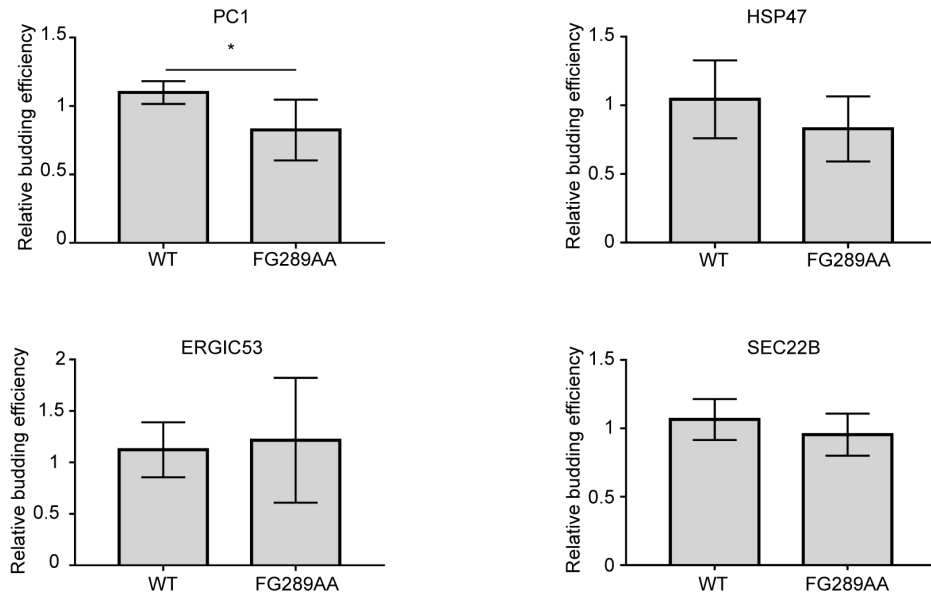 PC1
Relative budding efficiency
1.5
*
1
0.5
0
WT FG289AA
HSP47
Relative budding efficiency
1.5
1
0.5
0
WT FG289AA
ERGIC53
Relative budding efficiency
2
1.5
1
0.5
0
WT FG289AA
SEC22B
Relative budding efficiency
1.5
1
0.5
0
WT FG289AA